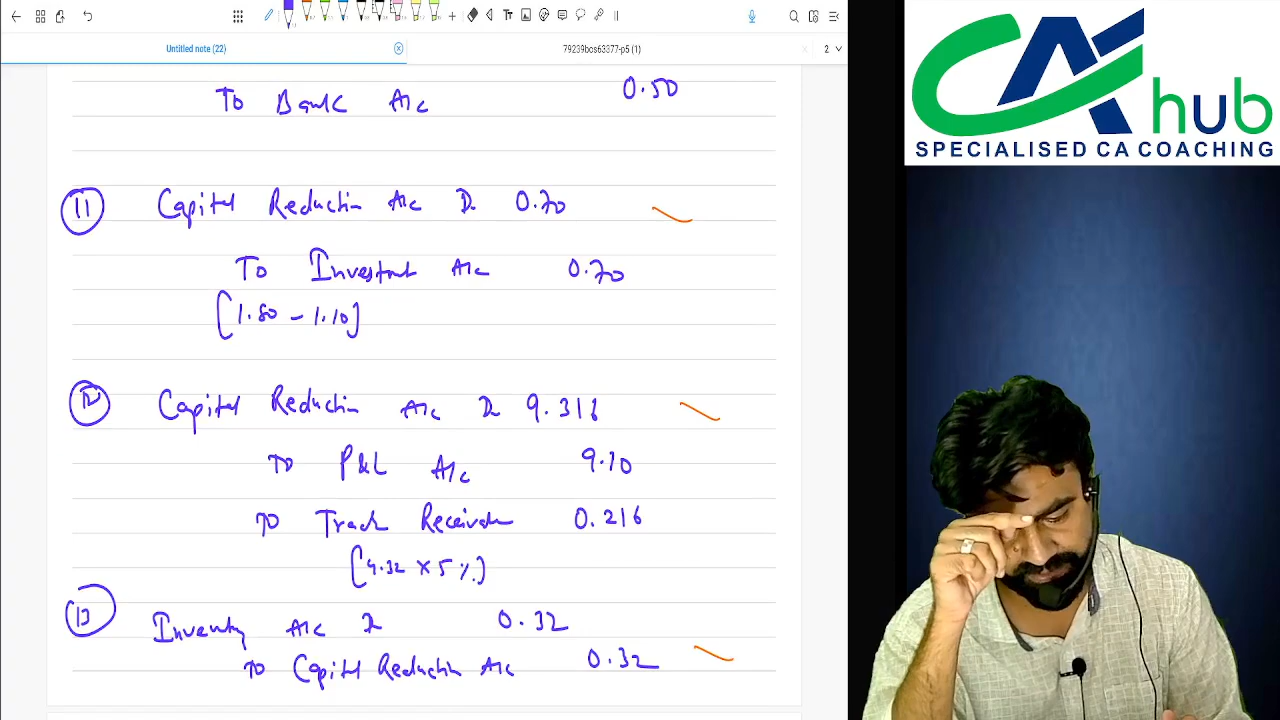 Untitled note (22)
79239bos63377-p5 (1)
2
To Bank A/c 0.50
11 Capital Reduction A/c Dr 0.70
To Investment A/c 0.70
[1.80 - 1.10]
12 Capital Reduction A/c Dr 9.316
To P&L A/c 9.10
To Trade Receivable 0.216
[4.32 x 5%]
13 Inventory A/c Dr 0.32
To Capital Reduction A/c 0.32
CA hub
SPECIALISED CA COACHING